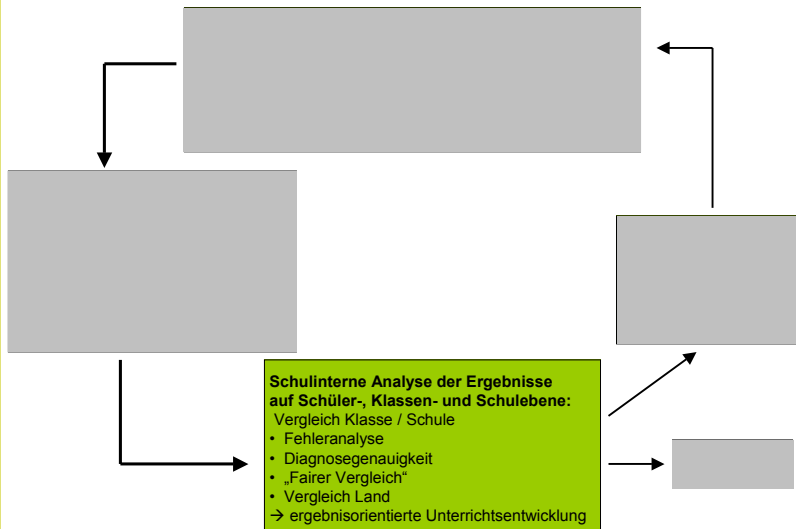 Schulinterne Analyse der Ergebnisse
auf Schüler-, Klassen- und Schulebene:
Vergleich Klasse / Schule
• Fehleranalyse
• Diagnosegenauigkeit
• „Fairer Vergleich“
• Vergleich Land
→ ergebnisorientierte Unterrichtsentwicklung